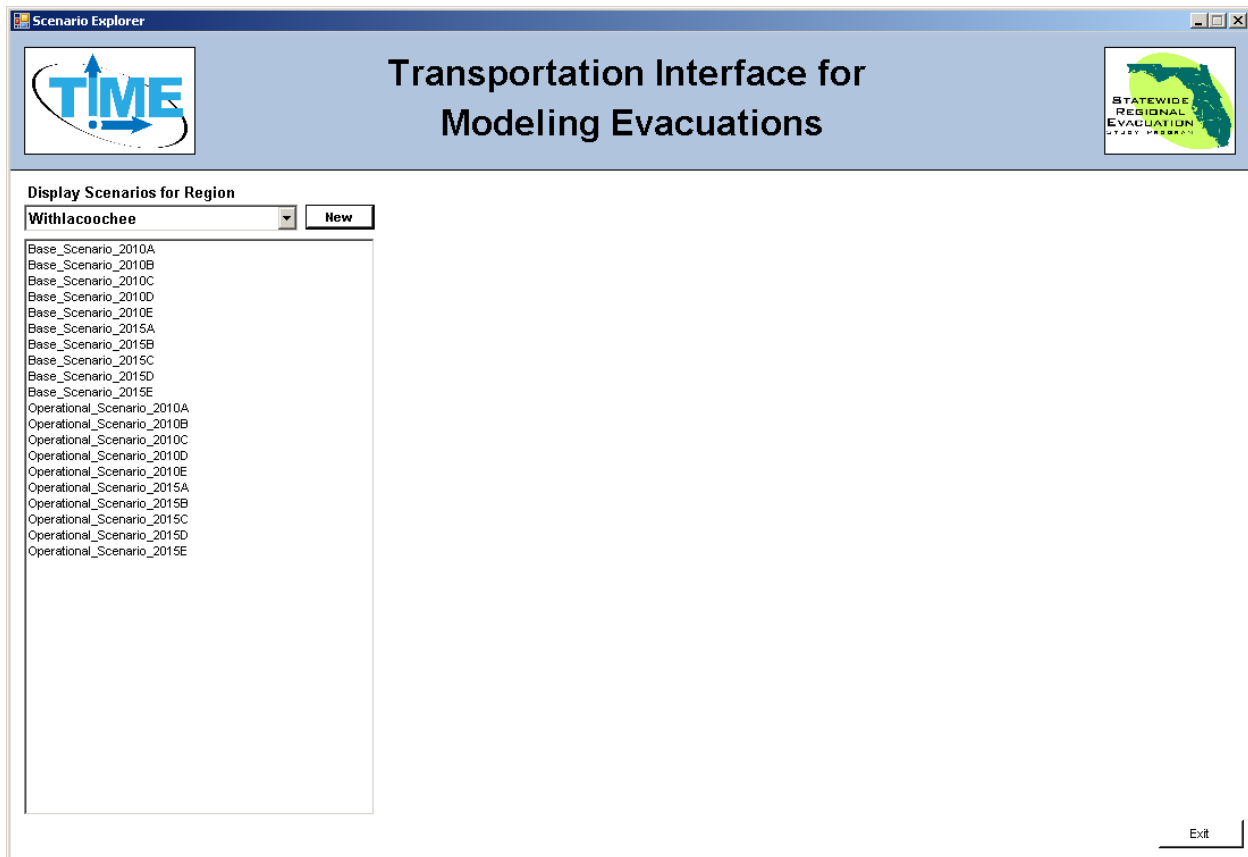 Scenario Explorer
TIME
Transportation Interface for
Modeling Evacuations
STATEWIDE
REGIONAL
EVACUATION
STUDY PROGRAM
Display Scenarios for Region
Withlacoochee
New
Base_Scenario_2010A
Base_Scenario_2010B
Base_Scenario_2010C
Base_Scenario_2010D
Base_Scenario_2010E
Base_Scenario_2015A
Base_Scenario_2015B
Base_Scenario_2015C
Base_Scenario_2015D
Base_Scenario_2015E
Operational_Scenario_2010A
Operational_Scenario_2010B
Operational_Scenario_2010C
Operational_Scenario_2010D
Operational_Scenario_2010E
Operational_Scenario_2015A
Operational_Scenario_2015B
Operational_Scenario_2015C
Operational_Scenario_2015D
Operational_Scenario_2015E
Exit